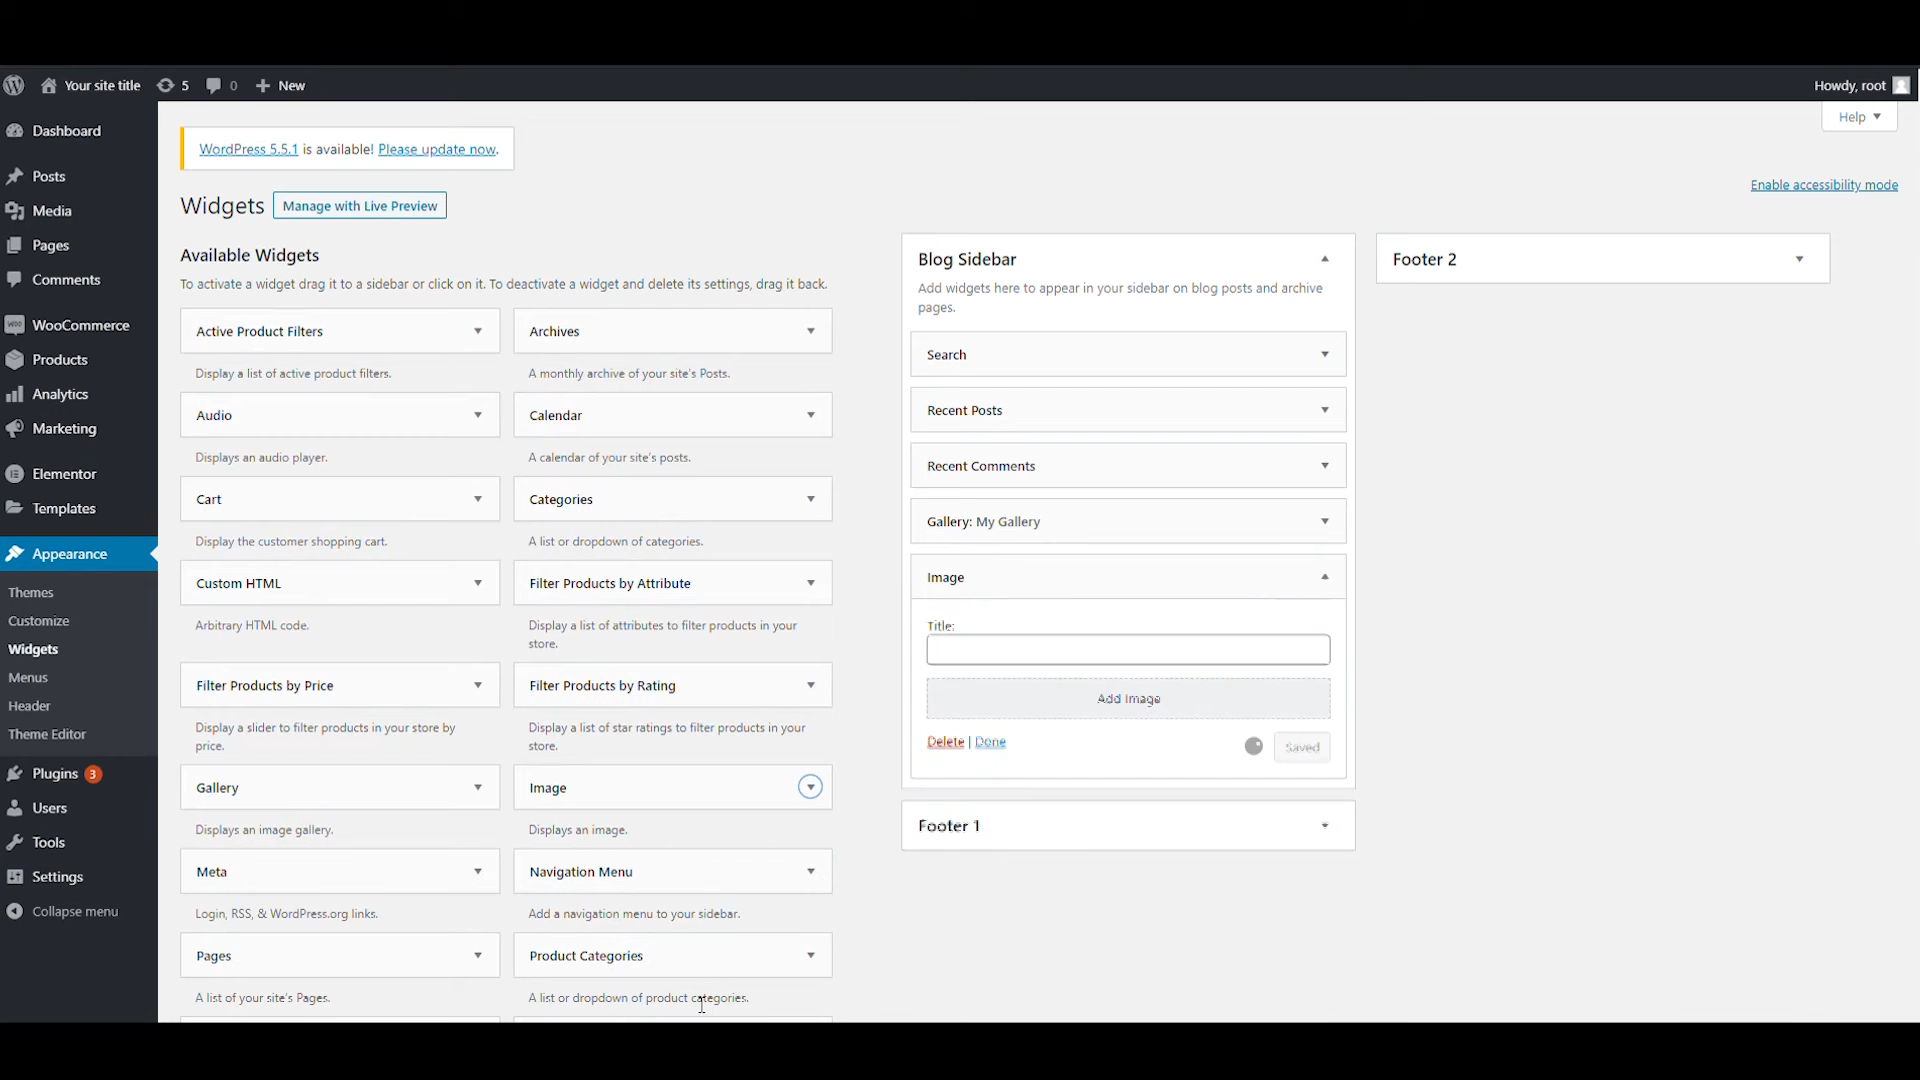 Your site title 5 0 New Howdy, root
Help
WordPress 5.5.1 is available! Please update now.
Enable accessibility mode
Widgets Manage with Live Preview
Dashboard
Posts
Media
Pages
Comments
WooCommerce
Products
Analytics
Marketing
Elementor
Templates
Appearance
Themes
Customize
Widgets
Menus
Header
Theme Editor
Plugins 3
Users
Tools
Settings
Collapse menu
Available Widgets
To activate a widget drag it to a sidebar or click on it. To deactivate a widget and delete its settings, drag it back.
Active Product Filters
Display a list of active product filters.
Archives
A monthly archive of your site's Posts.
Audio
Displays an audio player.
Calendar
A calendar of your site's posts.
Cart
Display the customer shopping cart.
Categories
A list or dropdown of categories.
Custom HTML
Arbitrary HTML code.
Filter Products by Attribute
Display a list of attributes to filter products in your
store.
Filter Products by Price
Display a slider to filter products in your store by
price.
Filter Products by Rating
Display a list of star ratings to filter products in your
store.
Gallery
Displays an image gallery.
Image
Displays an image.
Meta
Login, RSS, & WordPress.org links.
Navigation Menu
Add a navigation menu to your sidebar.
Pages
A list of your site's Pages.
Product Categories
A list or dropdown of product categories.
Blog Sidebar
Add widgets here to appear in your sidebar on blog posts and archive
pages.
Search
Recent Posts
Recent Comments
Gallery: My Gallery
Image
Title:
Add Image
Delete | Done Saved
Footer 1
Footer 2